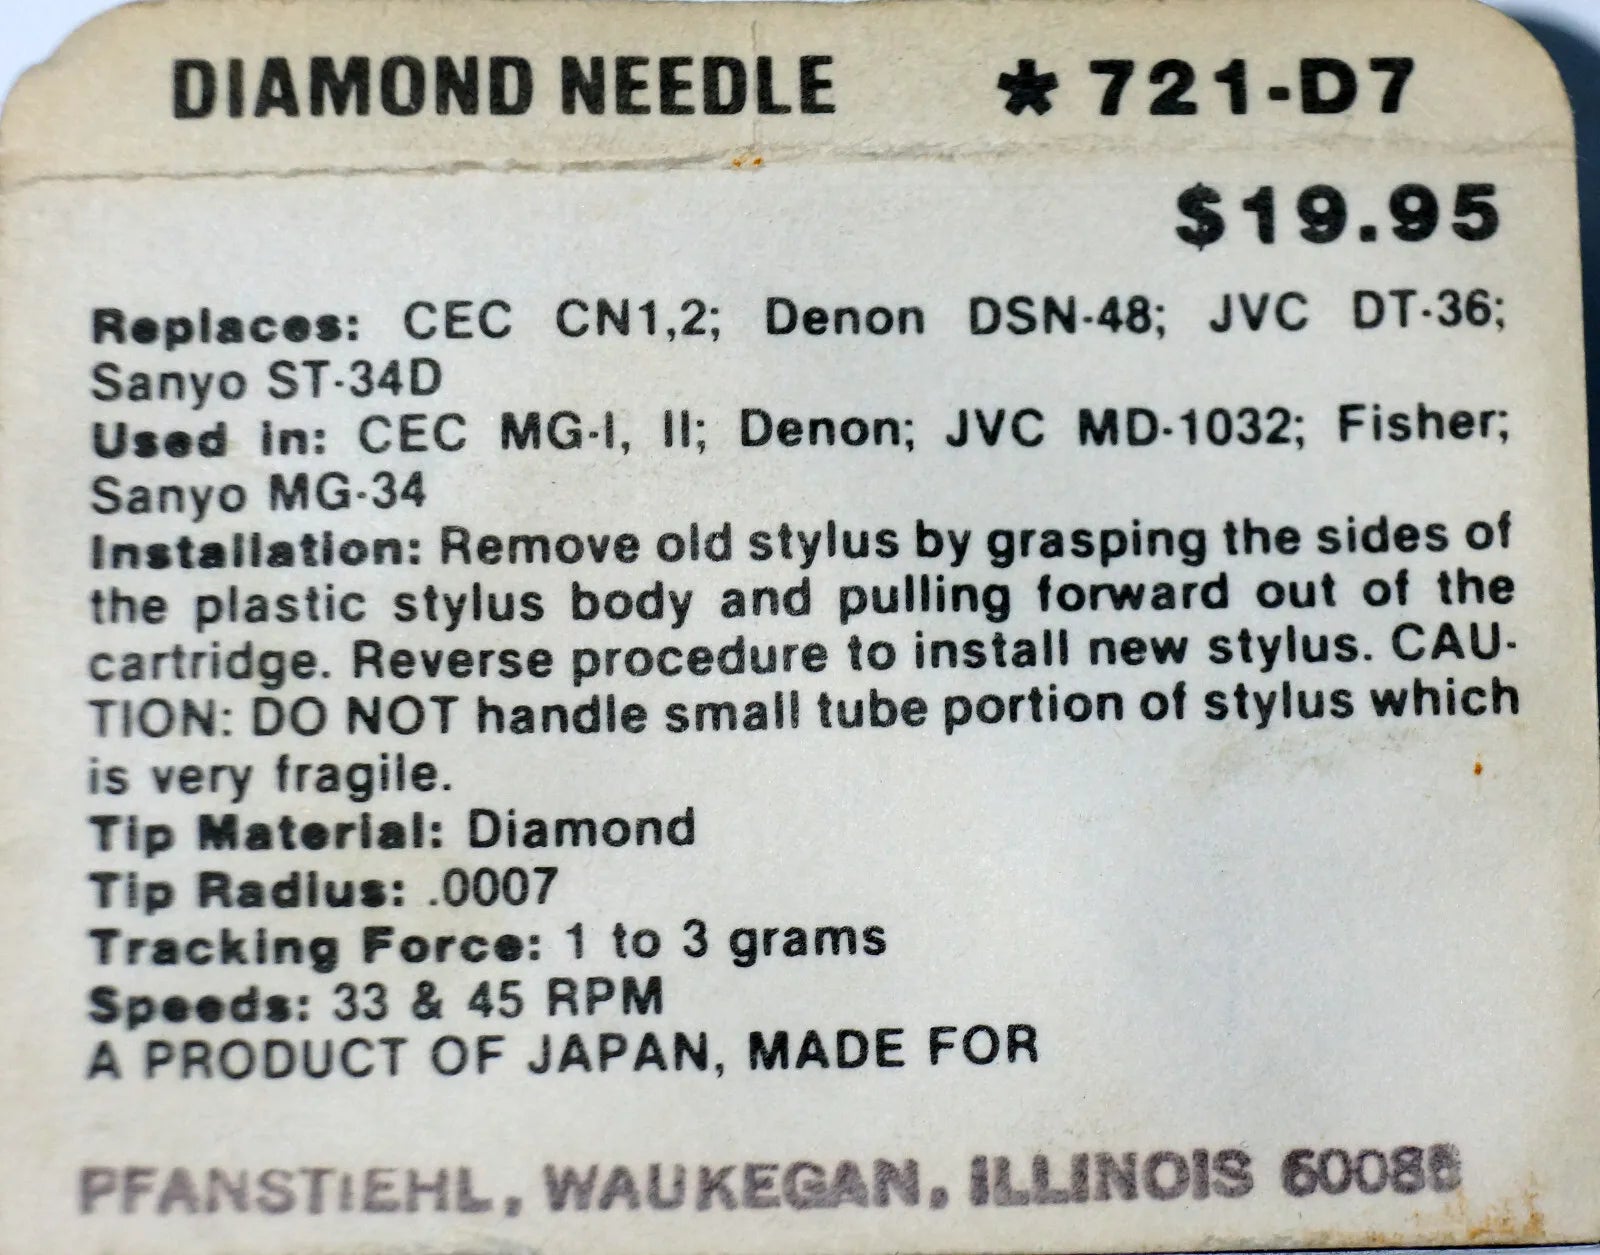 DIAMOND NEEDLE * 721-D7
$19.95
Replaces: CEC CN1,2; Denon DSN-48; JVC DT-36;
Sanyo ST-34D
Used in: CEC MG-I, II; Denon; JVC MD-1032; Fisher;
Sanyo MG-34
Installation: Remove old stylus by grasping the sides of
the plastic stylus body and pulling forward out of the
cartridge. Reverse procedure to install new stylus. CAU-
TION: DO NOT handle small tube portion of stylus which
is very fragile.
Tip Material: Diamond
Tip Radius: .0007
Tracking Force: 1 to 3 grams
Speeds: 33 & 45 RPM
A PRODUCT OF JAPAN, MADE FOR
PFANSTIEHL, WAUKEGAN, ILLINOIS 60085